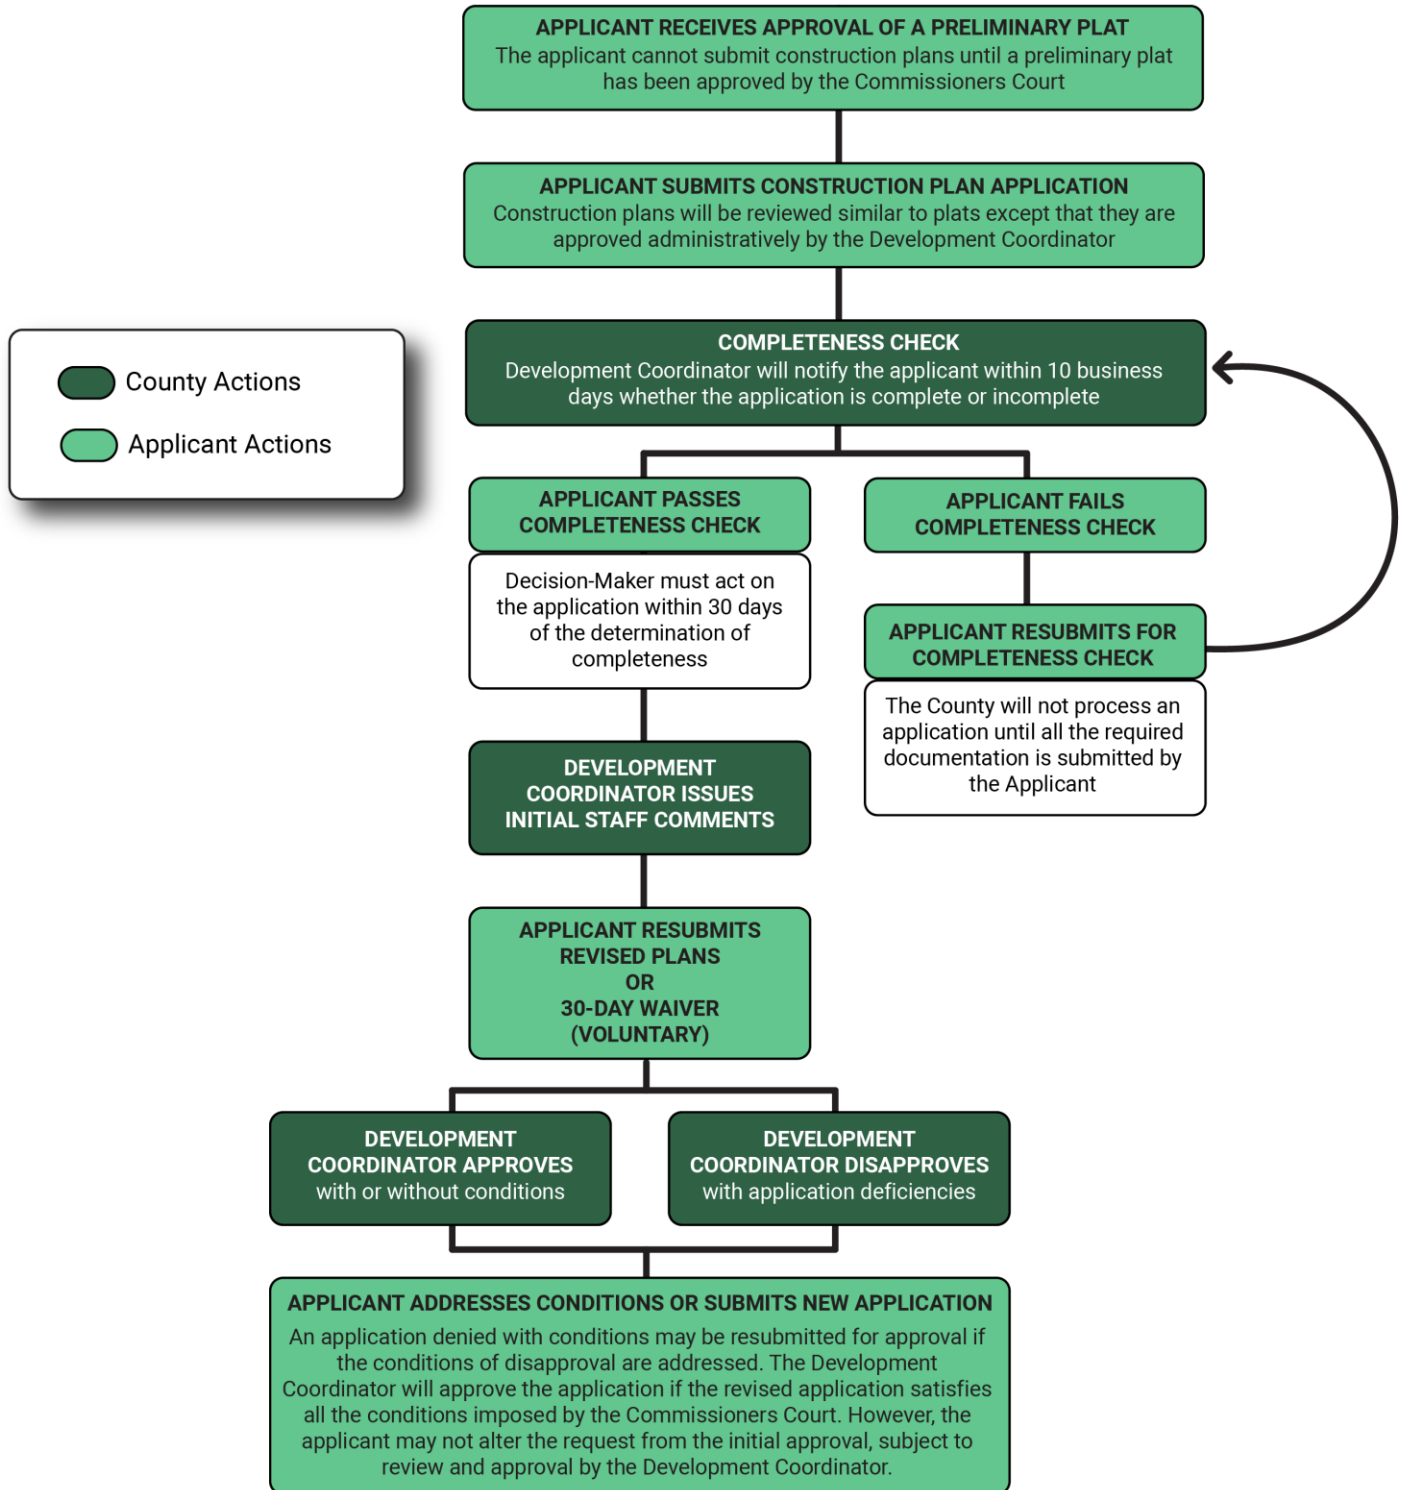 APPLICANT RECEIVES APPROVAL OF A PRELIMINARY PLAT
The applicant cannot submit construction plans until a preliminary plat
has been approved by the Commissioners Court
APPLICANT SUBMITS CONSTRUCTION PLAN APPLICATION
Construction plans will be reviewed similar to plats except that they are
approved administratively by the Development Coordinator
COMPLETENESS CHECK
Development Coordinator will notify the applicant within 10 business
days whether the application is complete or incomplete
County Actions
Applicant Actions
APPLICANT PASSES
COMPLETENESS CHECK
Decision-Maker must act on
the application within 30 days
of the determination of
completeness
APPLICANT FAILS
COMPLETENESS CHECK
APPLICANT RESUBMITS FOR
COMPLETENESS CHECK
The County will not process an
application until all the required
documentation is submitted by
the Applicant
DEVELOPMENT
COORDINATOR ISSUES
INITIAL STAFF COMMENTS
APPLICANT RESUBMITS
REVISED PLANS
OR
30-DAY WAIVER
(VOLUNTARY)
DEVELOPMENT
COORDINATOR APPROVES
with or without conditions
DEVELOPMENT
COORDINATOR DISAPPROVES
with application deficiencies
APPLICANT ADDRESSES CONDITIONS OR SUBMITS NEW APPLICATION
An application denied with conditions may be resubmitted for approval if
the conditions of disapproval are addressed. The Development
Coordinator will approve the application if the revised application satisfies
all the conditions imposed by the Commissioners Court. However, the
applicant may not alter the request from the initial approval, subject to
review and approval by the Development Coordinator.